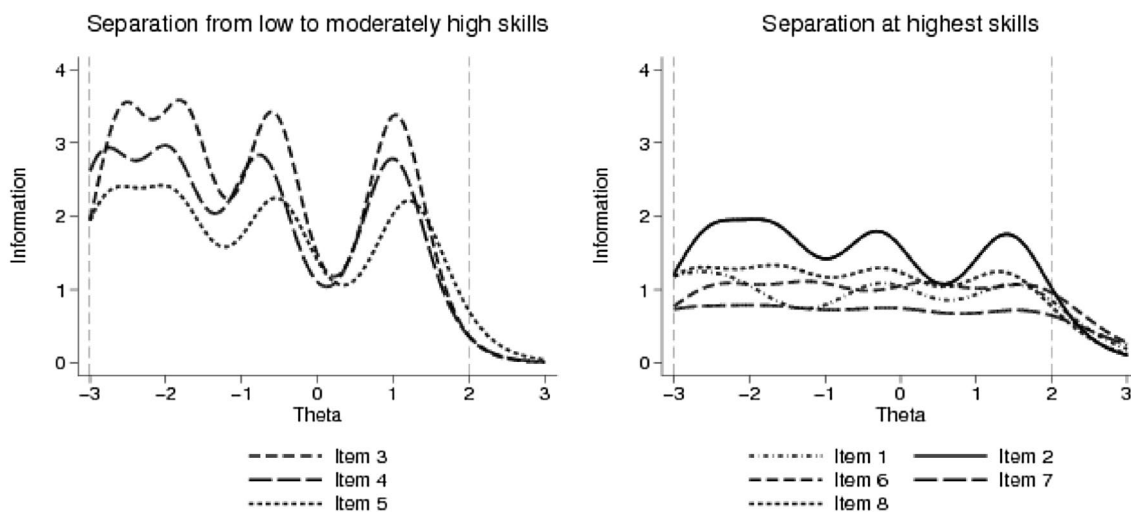 Separation from low to moderately high skills
4
3
2
1
0
Information
−3 −2 −1 0 1 2 3
Theta
Item 3
Item 4
Item 5
Separation at highest skills
4
3
2
1
0
Information
−3 −2 −1 0 1 2 3
Theta
Item 1 Item 2
Item 6 Item 7
Item 8